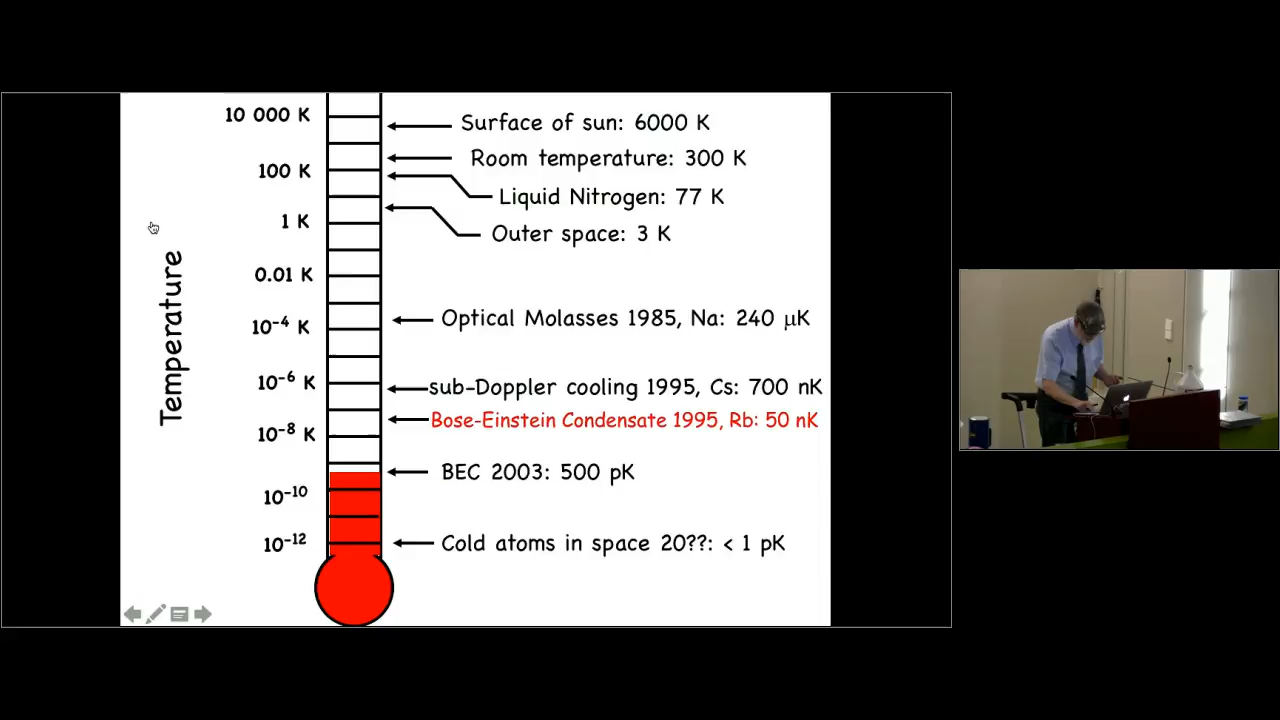 10 000 K
Surface of sun: 6000 K
Room temperature: 300 K
100 K
Liquid Nitrogen: 77 K
1 K
Outer space: 3 K
0.01 K
Temperature
10⁻⁴ K
Optical Molasses 1985, Na: 240 μK
10⁻⁶ K
sub-Doppler cooling 1995, Cs: 700 nK
Bose-Einstein Condensate 1995, Rb: 50 nK
10⁻⁸ K
BEC 2003: 500 pK
10⁻¹⁰
10⁻¹²
Cold atoms in space 20??: < 1 pK